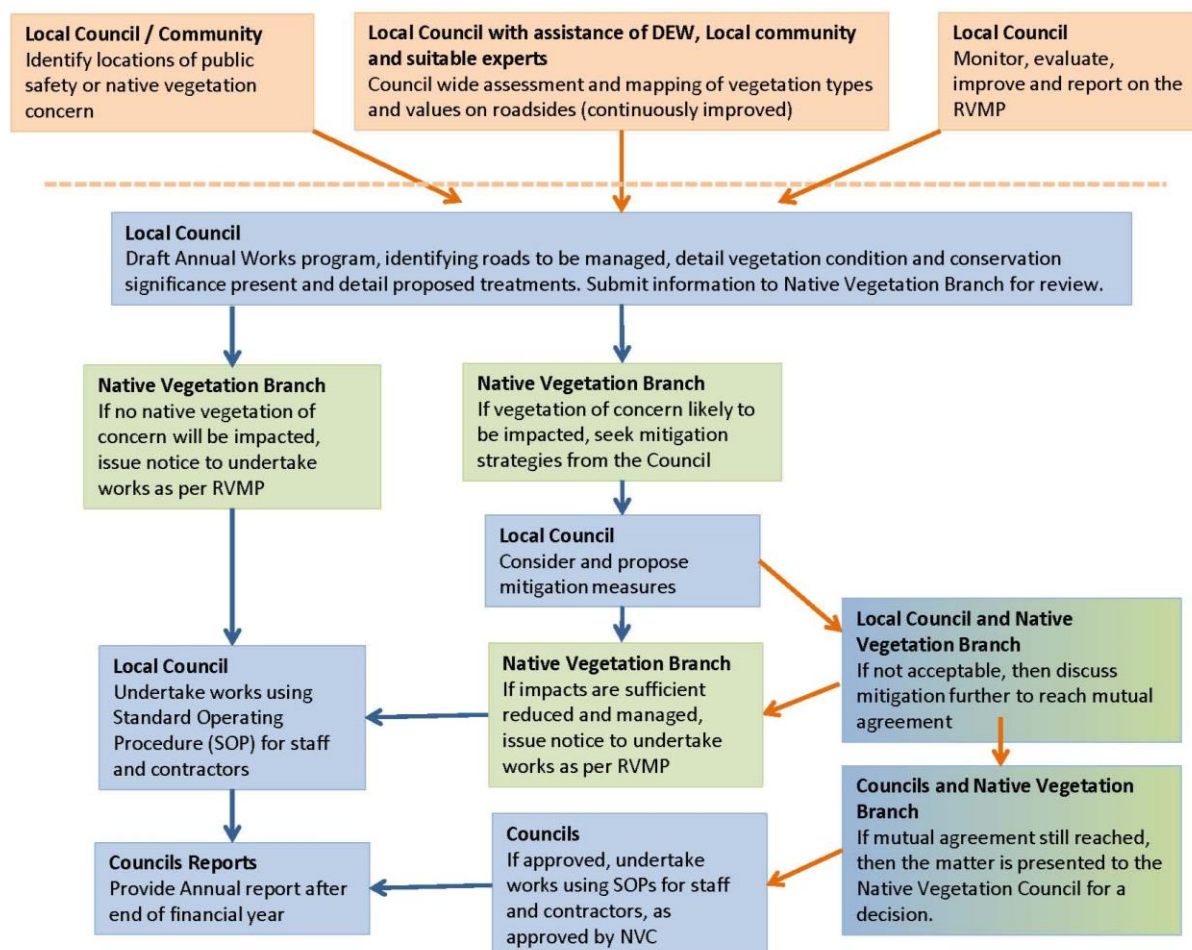 Local Council / Community
Identify locations of public
safety or native vegetation
concern
Local Council with assistance of DEW, Local community
and suitable experts
Council wide assessment and mapping of vegetation types
and values on roadsides (continuously improved)
Local Council
Monitor, evaluate,
improve and report on the
RVMP
Local Council
Draft Annual Works program, identifying roads to be managed, detail vegetation condition and conservation
significance present and detail proposed treatments. Submit information to Native Vegetation Branch for review.
Native Vegetation Branch
If no native vegetation of
concern will be impacted,
issue notice to undertake
works as per RVMP
Native Vegetation Branch
If vegetation of concern likely to
be impacted, seek mitigation
strategies from the Council
Local Council
Consider and propose
mitigation measures
Local Council and Native
Vegetation Branch
If not acceptable, then discuss
mitigation further to reach mutual
agreement
Local Council
Undertake works using
Standard Operating
Procedure (SOP) for staff
and contractors
Native Vegetation Branch
If impacts are sufficient
reduced and managed,
issue notice to undertake
works as per RVMP
Councils and Native Vegetation
Branch
If mutual agreement still reached,
then the matter is presented to the
Native Vegetation Council for a
decision.
Councils Reports
Provide Annual report after
end of financial year
Councils
If approved, undertake
works using SOPs for staff
and contractors, as
approved by NVC